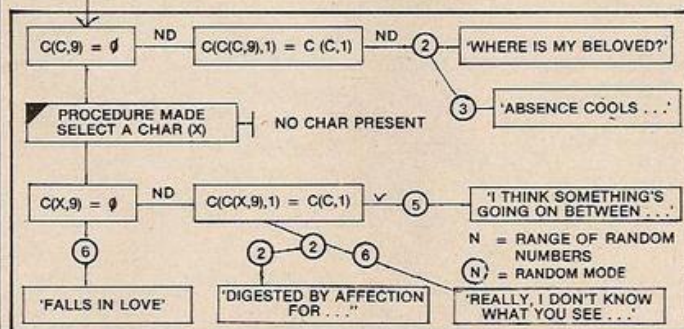 C(C,9) = ∅
ND
C(C(C,9),1) = C (C,1)
ND
2
'WHERE IS MY BELOVED?'
3
'ABSENCE COOLS . . .'
PROCEDURE MADE
SELECT A CHAR (X)
NO CHAR PRESENT
C(X,9) = ∅
ND
C(C(X,9),1) = C(C,1)
✓
5
'I THINK SOMETHING'S
GOING ON BETWEEN . . .'
N = RANGE OF RANDOM
NUMBERS
(N) = RANDOM MODE
6
2
2
6
'FALLS IN LOVE'
'DIGESTED BY AFFECTION
FOR . . ."
'REALLY, I DON'T KNOW
WHAT YOU SEE . . .'